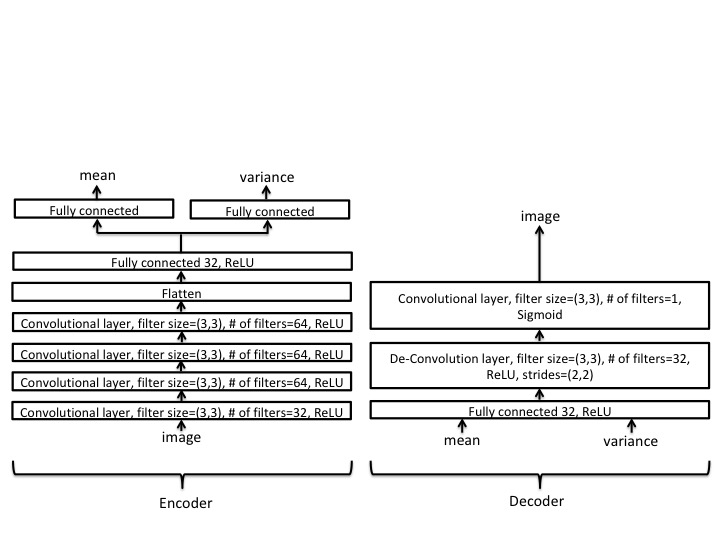 mean
variance
Fully connected
Fully connected
Fully connected 32, ReLU
Flatten
Convolutional layer, filter size=(3,3), # of filters=64, ReLU
Convolutional layer, filter size=(3,3), # of filters=64, ReLU
Convolutional layer, filter size=(3,3), # of filters=64, ReLU
Convolutional layer, filter size=(3,3), # of filters=32, ReLU
image
Encoder
image
Convolutional layer, filter size=(3,3), # of filters=1,
Sigmoid
De-Convolution layer, filter size=(3,3), # of filters=32,
ReLU, strides=(2,2)
Fully connected 32, ReLU
mean
variance
Decoder